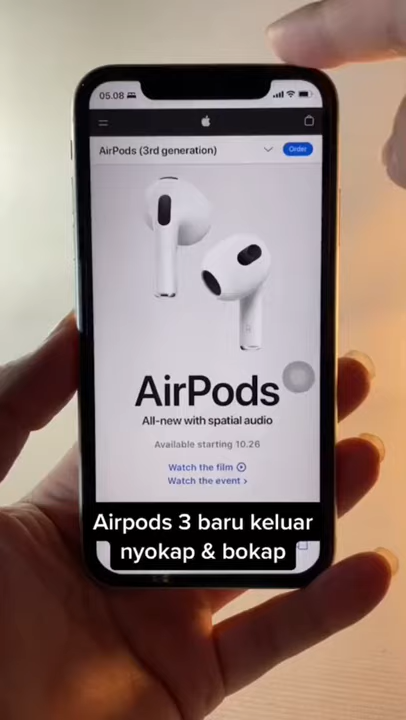 05.08
AirPods (3rd generation)
Order
AirPods
All-new with spatial audio
Available starting 10.26
Watch the film
Watch the event >
Airpods 3 baru keluar
nyokap & bokap